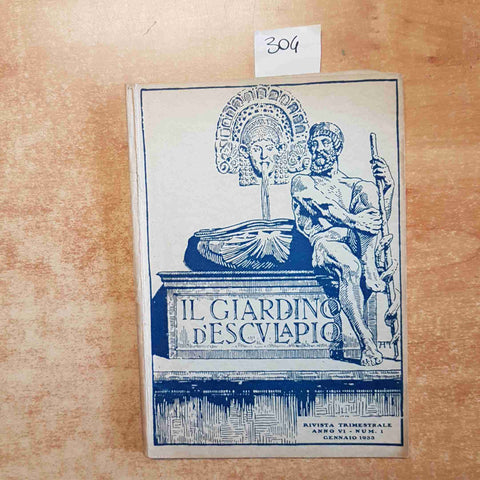 304
IL GIARDINO
D'ESCVLAPIO
RIVISTA TRIMESTRALE
ANNO VI - NUM. 1
GENNAIO 1933